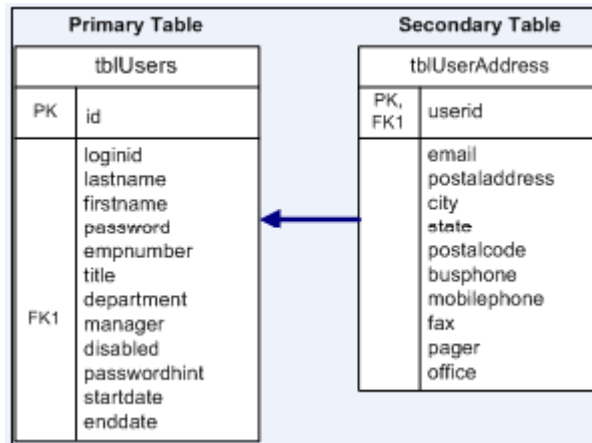 Primary Table
tblUsers
PK
id
FK1
loginid
lastname
firstname
password
empnumber
title
department
manager
disabled
passwordhint
startdate
enddate
Secondary Table
tblUserAddress
PK,
FK1
userid
email
postaladdress
city
state
postalcode
busphone
mobilephone
fax
pager
office